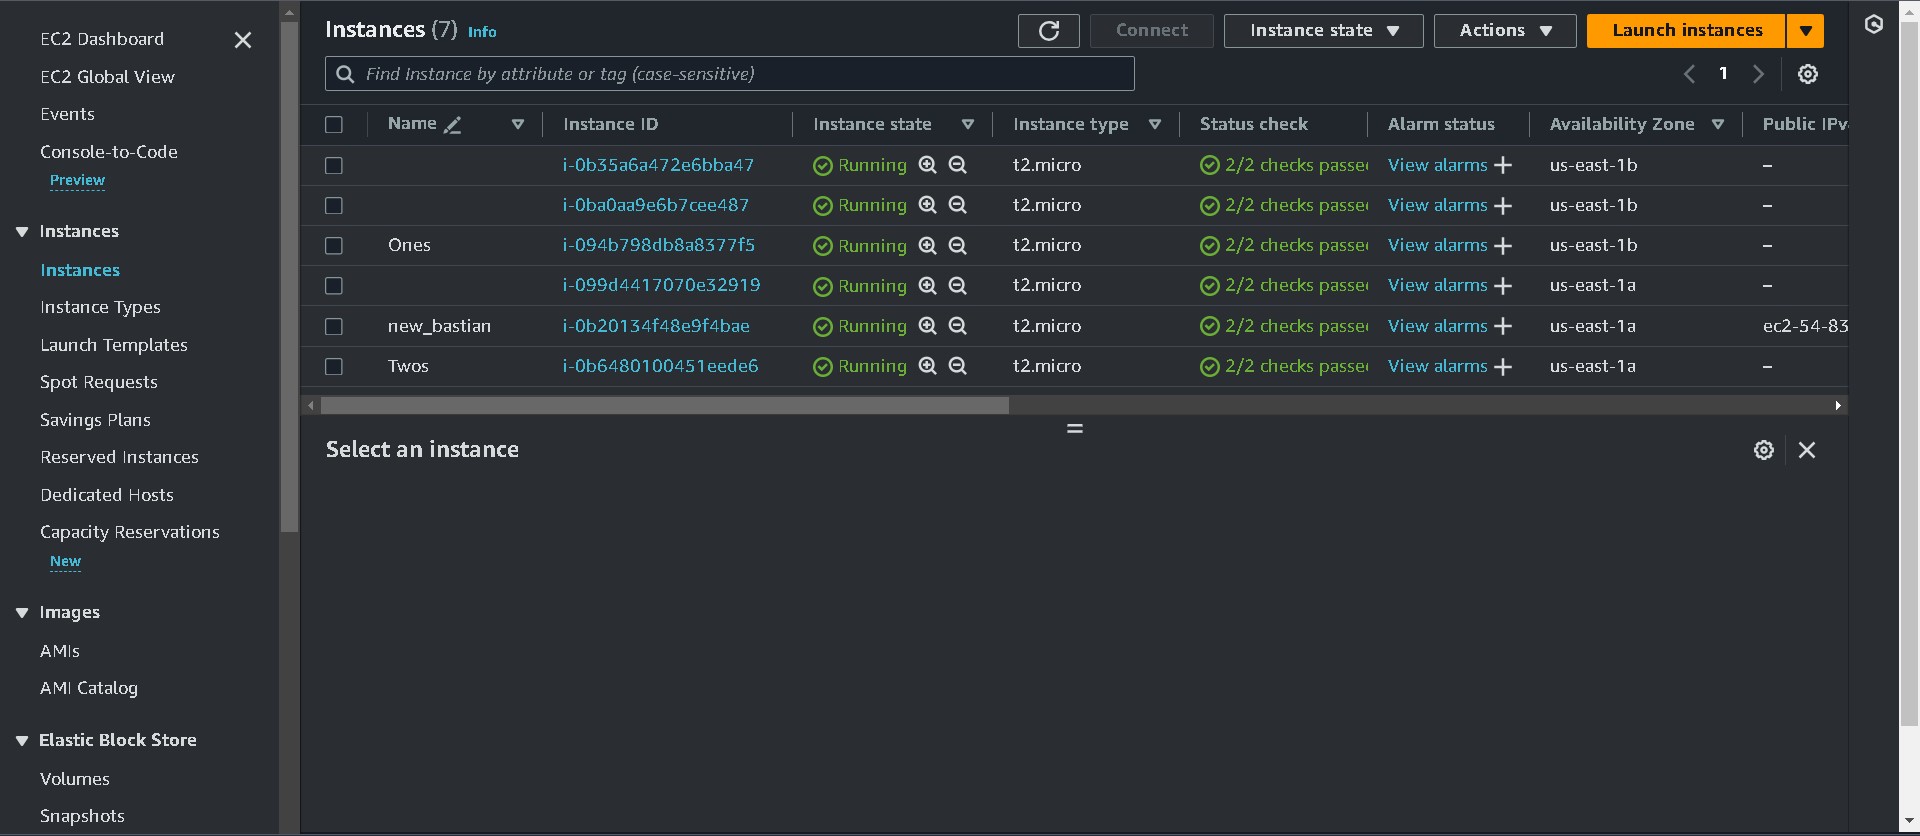 EC2 Dashboard
EC2 Global View
Events
Console-to-Code
Preview
Instances
Instances
Instance Types
Launch Templates
Spot Requests
Savings Plans
Reserved Instances
Dedicated Hosts
Capacity Reservations
New
Images
AMIs
AMI Catalog
Elastic Block Store
Volumes
Snapshots
Instances (7) Info
Connect Instance state Actions Launch instances
Find Instance by attribute or tag (case-sensitive) 1
Name Instance ID Instance state Instance type Status check Alarm status Availability Zone Public IPv
i-0b35a6a472e6bba47 Running t2.micro 2/2 checks passe View alarms + us-east-1b –
i-0ba0aa9e6b7cee487 Running t2.micro 2/2 checks passe View alarms + us-east-1b –
Ones i-094b798db8a8377f5 Running t2.micro 2/2 checks passe View alarms + us-east-1b –
i-099d4417070e32919 Running t2.micro 2/2 checks passe View alarms + us-east-1a –
new_bastian i-0b20134f48e9f4bae Running t2.micro 2/2 checks passe View alarms + us-east-1a ec2-54-83
Twos i-0b6480100451eede6 Running t2.micro 2/2 checks passe View alarms + us-east-1a –
Select an instance